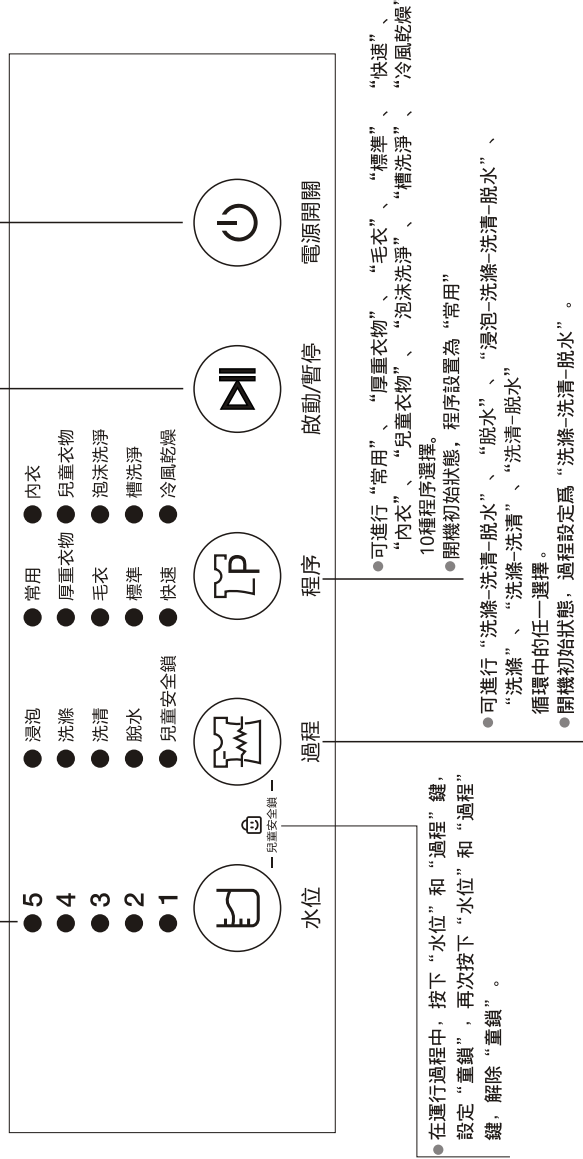 5
4
3
2
1
浸泡
洗滌
洗清
脫水
兒童安全鎖
常用
厚重衣物
毛衣
標準
快速
內衣
兒童衣物
泡沫洗淨
槽洗淨
冷風乾燥
兒童安全鎖
水位
過程
程序
啟動/暫停
電源開關
●可進行“常用”、“厚重衣物”、“毛衣”、“標準”、“快速”、
“內衣”、“兒童衣物”、“泡沫洗淨”、“槽洗淨”、“冷風乾燥”
10種程序選擇。
●開機初始狀態，程序設置為“常用”
●可進行“洗滌-洗清-脫水”、“脫水”、“浸泡-洗滌-洗清-脫水”、
“洗滌”、“洗滌-洗清”、“洗清-脫水”
循環中的任一選擇。
●開機初始狀態，過程設定爲“洗滌-洗清-脫水”。
●在運行過程中，按下“水位”和“過程”鍵，
設定“童鎖”，再次按下“水位”和“過程”
鍵，解除“童鎖”。